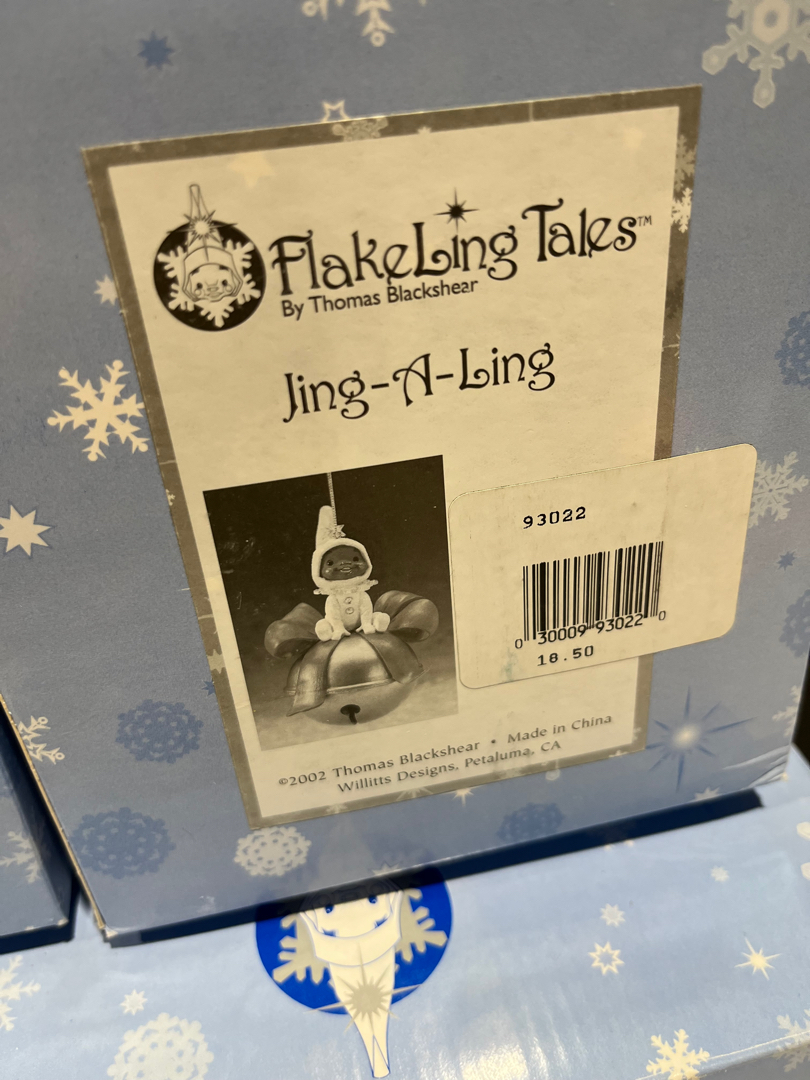 FlakeLing Tales™
By Thomas Blackshear
Jing-A-Ling
93022
0 30009 93022 0
18.50
©2002 Thomas Blackshear • Made in China
Willitts Designs, Petaluma, CA